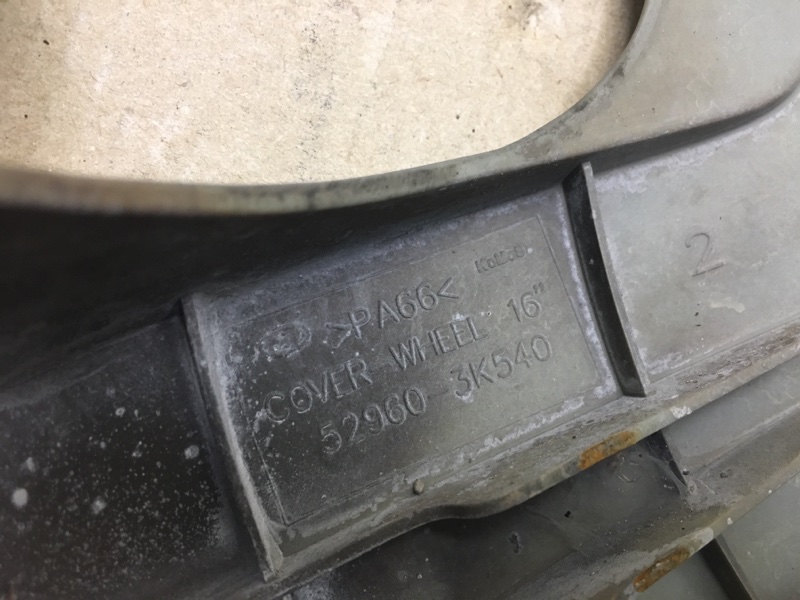 >PA66<
COVER WHEEL 16"
52960-3K540
2